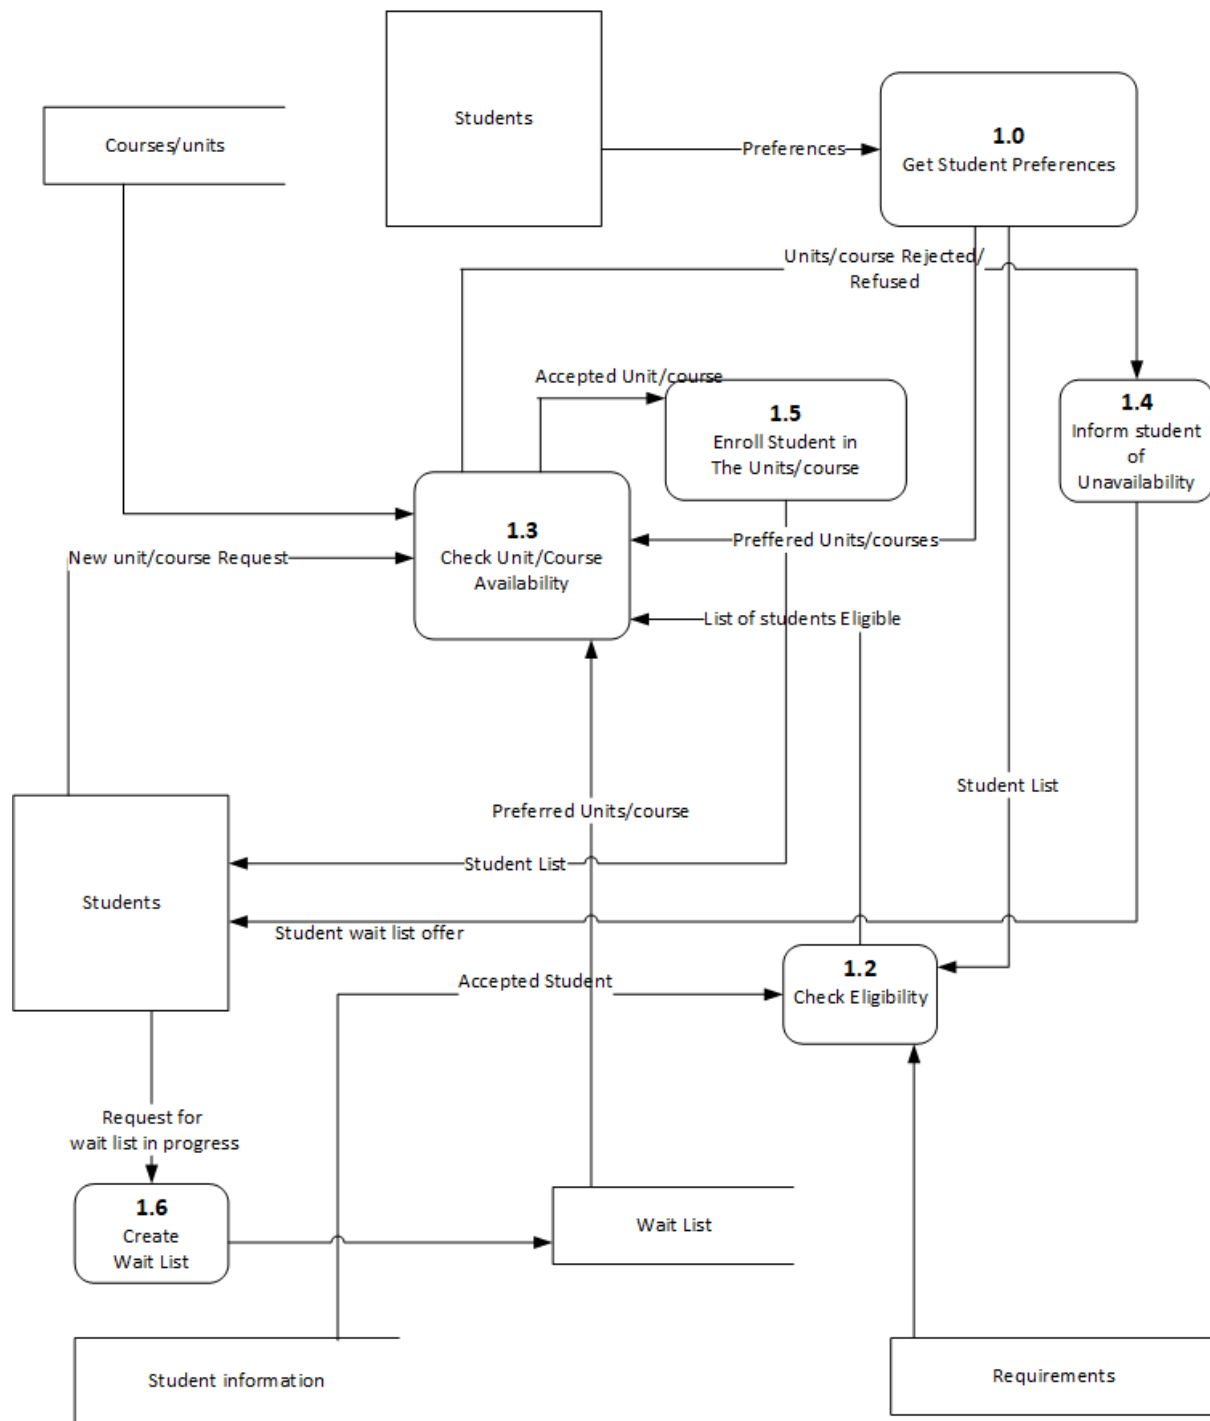 Students
Courses/units
1.0
Get Student Preferences
Preferences
Units/course Rejected/
Refused
Accepted Unit/course
1.5
Enroll Student in
The Units/course
1.4
Inform student
of
Unavailability
1.3
Check Unit/Course
Availability
Preffered Units/courses
New unit/course Request
List of students Eligible
Student List
Preferred Units/course
Student List
Students
Student wait list offer
1.2
Check Eligibility
Accepted Student
Request for
wait list in progress
1.6
Create
Wait List
Wait List
Student information
Requirements